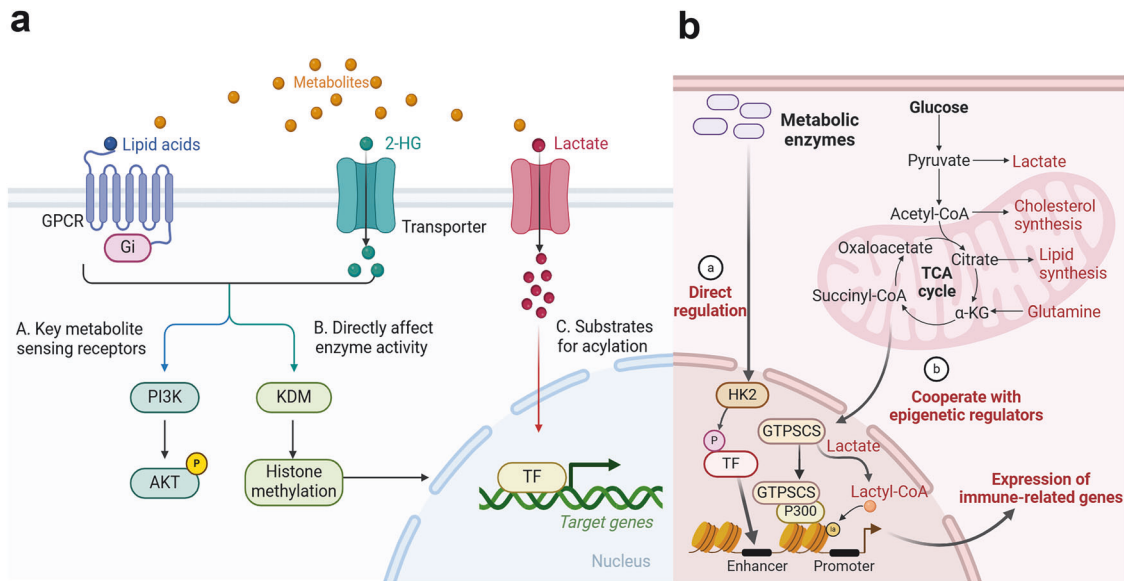 a
Metabolites
Lipid acids
2-HG
Lactate
GPCR
Gi
Transporter
A. Key metabolite
sensing receptors
B. Directly affect
enzyme activity
C. Substrates
for acylation
PI3K
KDM
P
AKT
Histone
methylation
TF
Target genes
Nucleus
b
Metabolic
enzymes
Glucose
Pyruvate
Lactate
Acetyl-CoA
Cholesterol
synthesis
Oxaloacetate
Citrate
Lipid
synthesis
TCA
cycle
Succinyl-CoA
α-KG
Glutamine
a
Direct
regulation
b
Cooperate with
epigenetic regulators
HK2
P
TF
GTPSCS
Lactate
GTPSCS
P300
Lactyl-CoA
la
Enhancer
Promoter
Expression of
immune-related genes